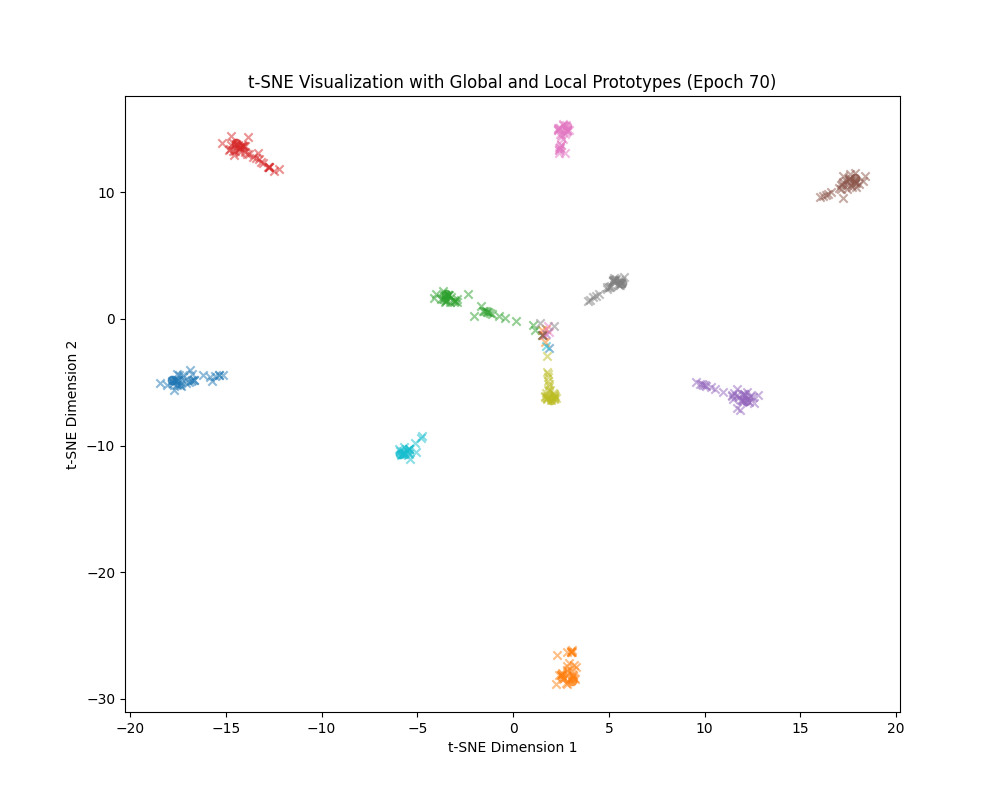 t-SNE Visualization with Global and Local Prototypes (Epoch 70)
10
0
−10
−20
−30
t-SNE Dimension 2
−20 −15 −10 −5 0 5 10 15 20
t-SNE Dimension 1